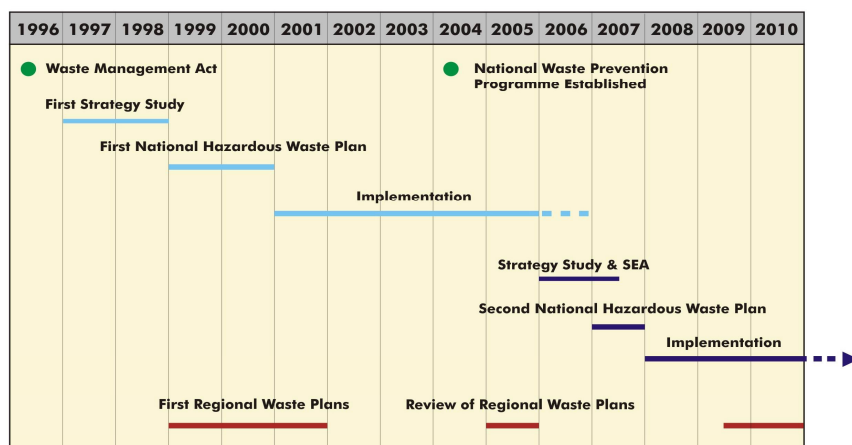 1996 1997 1998 1999 2000 2001 2002 2003 2004 2005 2006 2007 2008 2009 2010
Waste Management Act
National Waste Prevention
Programme Established
First Strategy Study
First National Hazardous Waste Plan
Implementation
Strategy Study & SEA
Second National Hazardous Waste Plan
Implementation
First Regional Waste Plans
Review of Regional Waste Plans